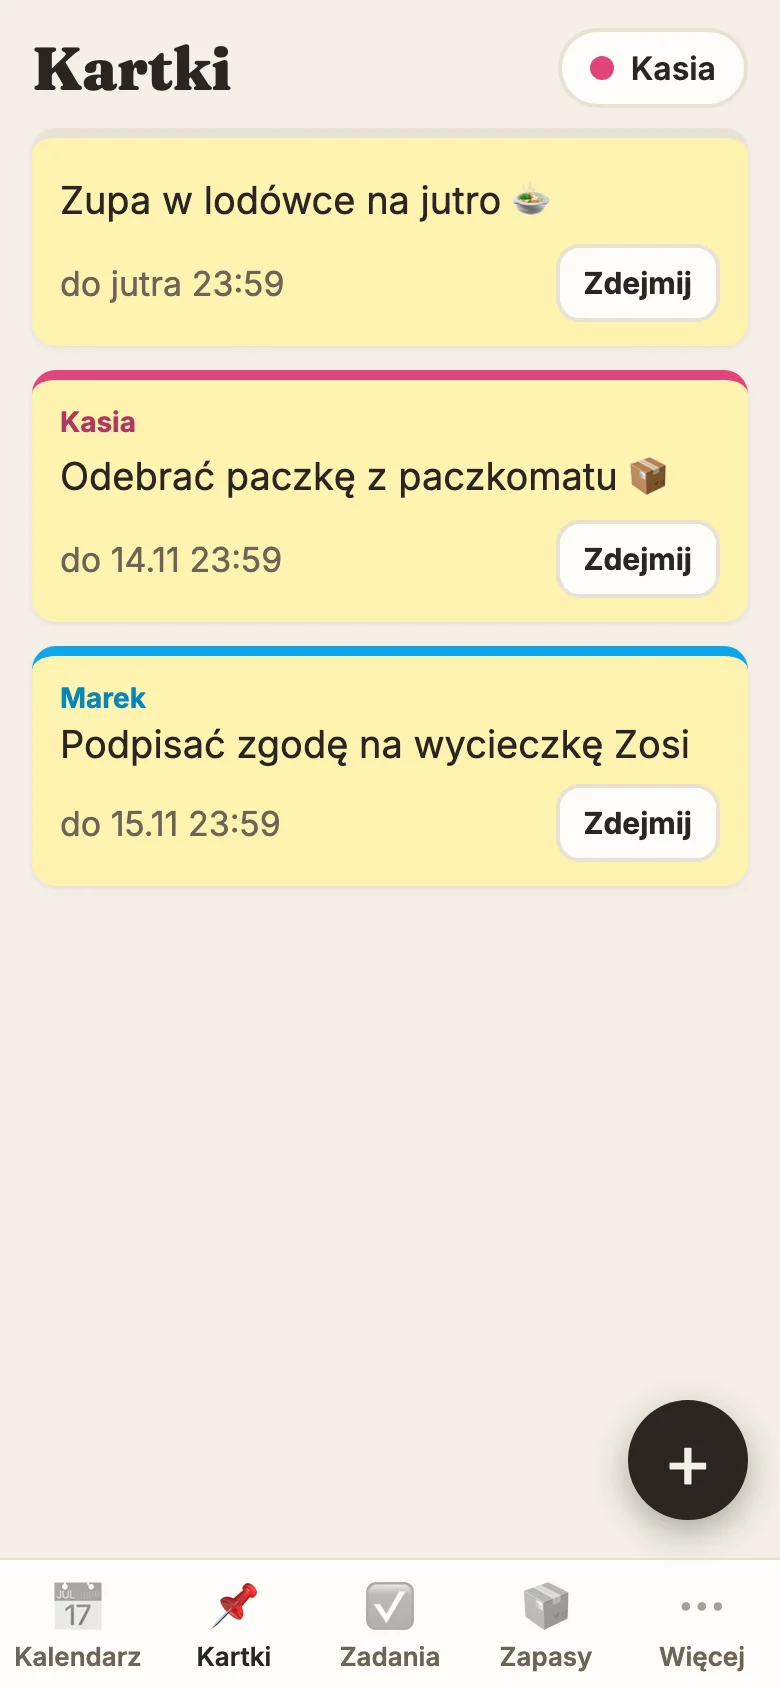 Kartki
Kasia
Zupa w lodówce na jutro 🍲
do jutra 23:59
Zdejmij
Kasia
Odebrać paczkę z paczkomatu 📦
do 14.11 23:59
Zdejmij
Marek
Podpisać zgodę na wycieczkę Zosi
do 15.11 23:59
Zdejmij
+
JUL
17
Kalendarz
Kartki
Zadania
Zapasy
Więcej